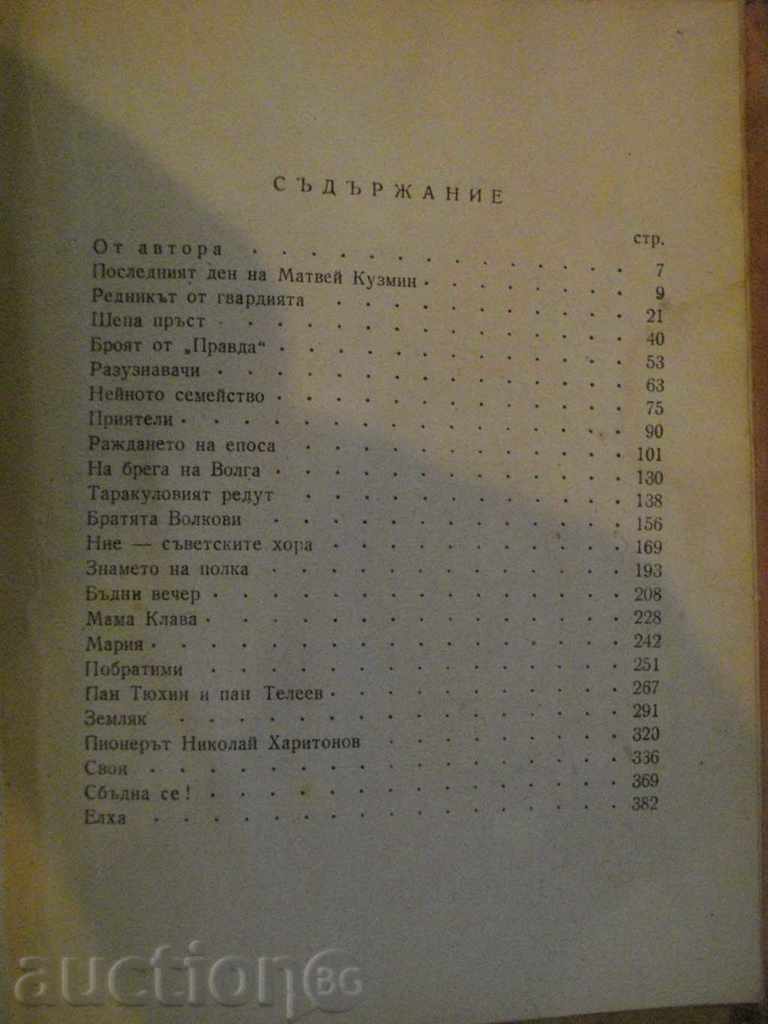 СЪДЪРЖАНИЕ
стр.
От автора . . . . . . . . . . . . . 7
Последният ден на Матвей Кузмин . . . . . . . 9
Редникът от гвардията . . . . . . . . . . 21
Шепа пръст . . . . . . . . . . . . . 40
Броят от „Правда“ . . . . . . . . . . . 53
Разузнавачи . . . . . . . . . . . . . 63
Нейното семейство . . . . . . . . . . . 75
Приятели . . . . . . . . . . . . . . 90
Раждането на епоса . . . . . . . . . . . 101
На брега на Волга . . . . . . . . . . . 130
Таракуловият редут . . . . . . . . . . . 138
Братята Волкови . . . . . . . . . . . . 156
Ние — съветските хора . . . . . . . . . . 169
Знамето на полка . . . . . . . . . . . . 193
Бъдни вечер . . . . . . . . . . . . . 208
Мама Клава . . . . . . . . . . . . . 228
Мария . . . . . . . . . . . . . . . 242
Побратими . . . . . . . . . . . . . . 251
Пан Тюхин и пан Телеев . . . . . . . . . . 267
Земляк . . . . . . . . . . . . . . . 291
Пионерът Николай Харитонов . . . . . . . . 320
Свои . . . . . . . . . . . . . . . 336
Сбъдна се! . . . . . . . . . . . . . . 369
Елха . . . . . . . . . . . . . . . 382
auction BG